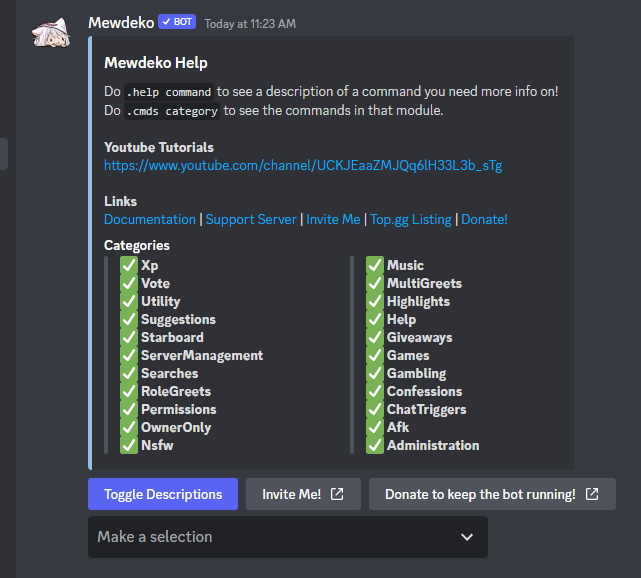 Mewdeko ✓ BOT Today at 11:23 AM
Mewdeko Help
Do .help command to see a description of a command you need more info on!
Do .cmds category to see the commands in that module.
Youtube Tutorials
https://www.youtube.com/channel/UCKJEaaZMJQq6lH33L3b_sTg
Links
Documentation | Support Server | Invite Me | Top.gg Listing | Donate!
Categories
✅ Xp
✅ Vote
✅ Utility
✅ Suggestions
✅ Starboard
✅ ServerManagement
✅ Searches
✅ RoleGreets
✅ Permissions
✅ OwnerOnly
✅ Nsfw
✅ Music
✅ MultiGreets
✅ Highlights
✅ Help
✅ Giveaways
✅ Games
✅ Gambling
✅ Confessions
✅ ChatTriggers
✅ Afk
✅ Administration
Toggle Descriptions
Invite Me!
Donate to keep the bot running!
Make a selection